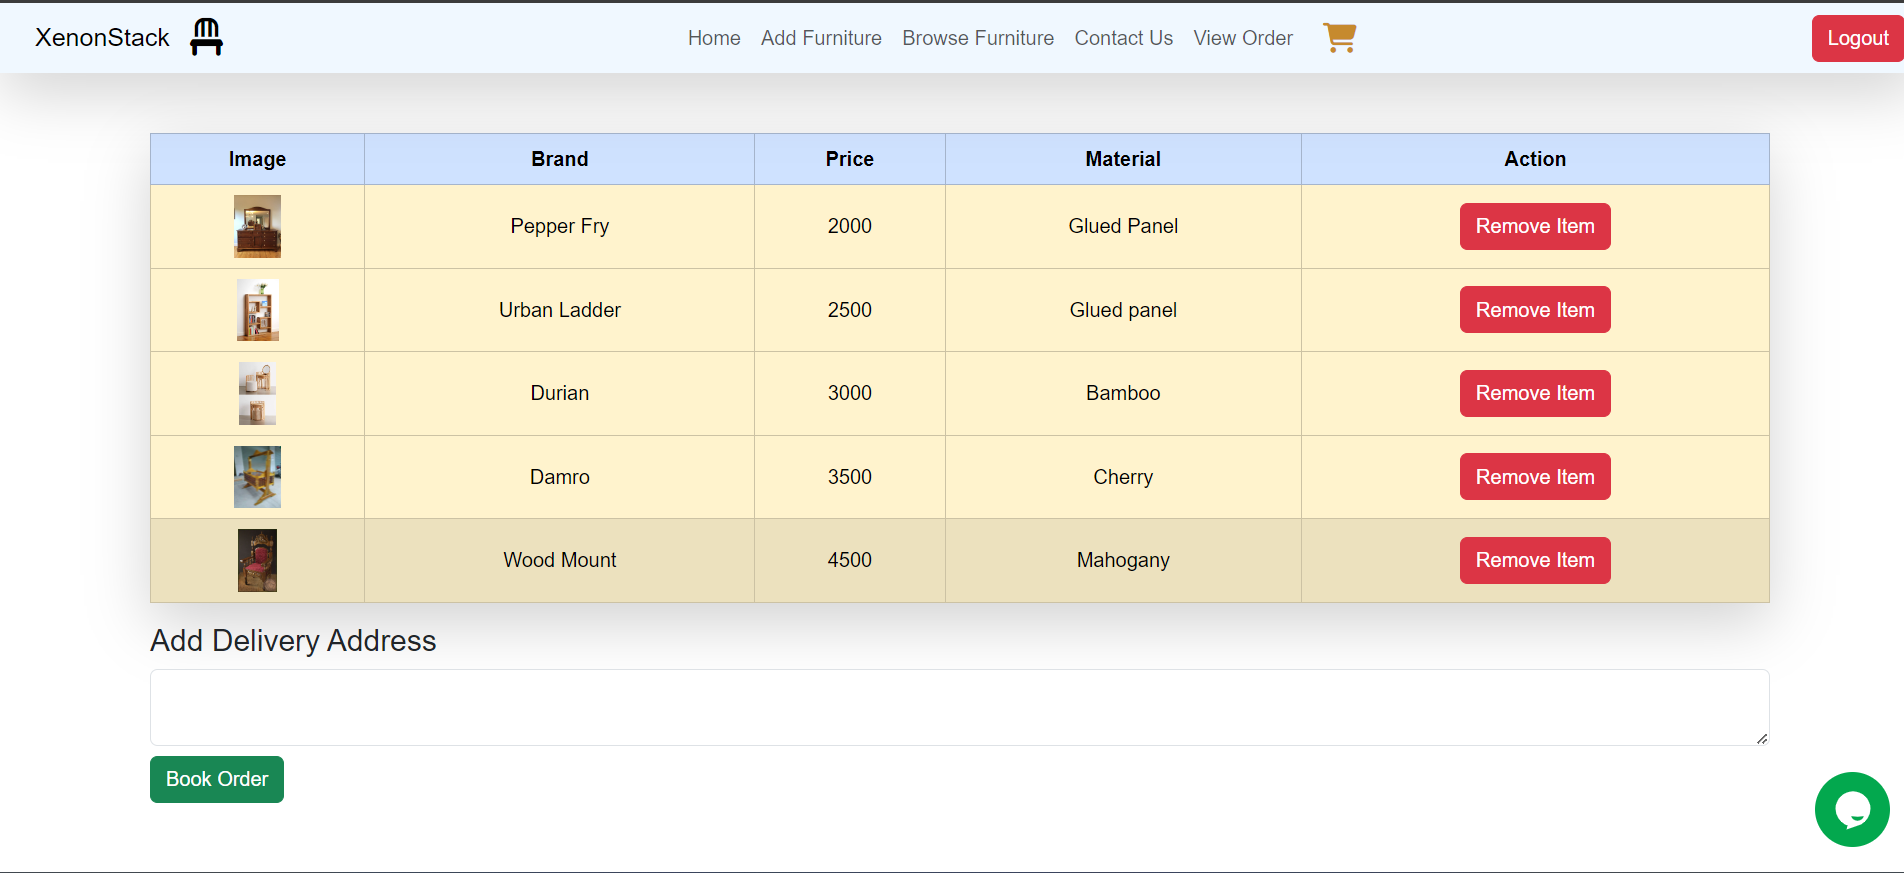 XenonStack Home Add Furniture Browse Furniture Contact Us View Order Logout
Image Brand Price Material Action
Pepper Fry 2000 Glued Panel Remove Item
Urban Ladder 2500 Glued panel Remove Item
Durian 3000 Bamboo Remove Item
Damro 3500 Cherry Remove Item
Wood Mount 4500 Mahogany Remove Item
Add Delivery Address
Book Order